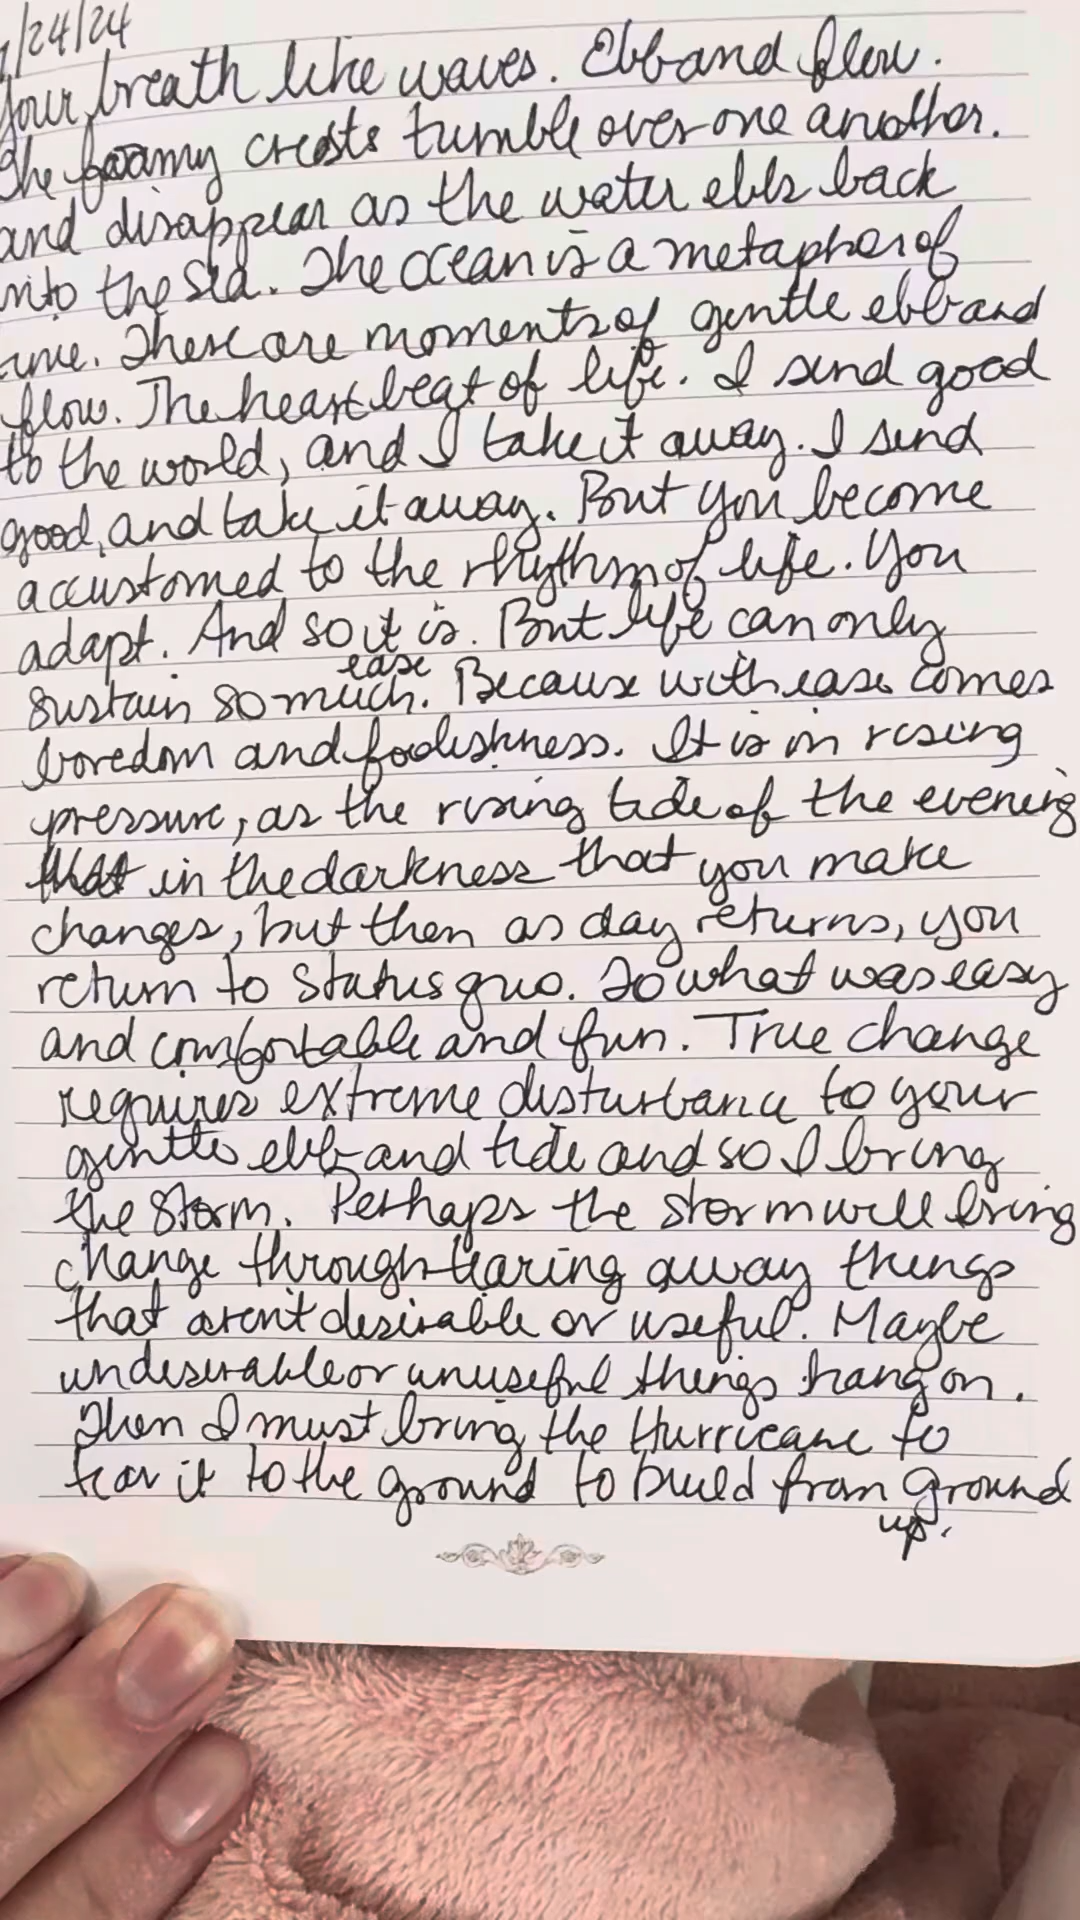 /24/24
Your breath like waves. Ebb and flow.
The foamy crests tumble over one another.
and disappear as the water ebbs back
into the sea. The ocean is a metaphor of
time. There are moments of gentle ebb and
flow. The heartbeat of life. I send good
to the world, and I take it away. I send
good, and take it away. But you become
accustomed to the rhythm of life. You
adapt. And so it is. But life can only
sustain so much ease. Because with ease comes
boredom and foolishness. It is in rising
pressure, as the rising tide of the evening
that in the darkness that you make
changes, but then as day returns, you
return to status quo. To what was easy
and comfortable and fun. True change
requires extreme disturbance to your
gentle ebb and tide and so I bring
the storm. Perhaps the storm will bring
change through tearing away things
that aren't desirable or useful. Maybe
undesirable or unuseful things hang on.
Then I must bring the Hurricane to
tear it to the ground to build from ground
up.